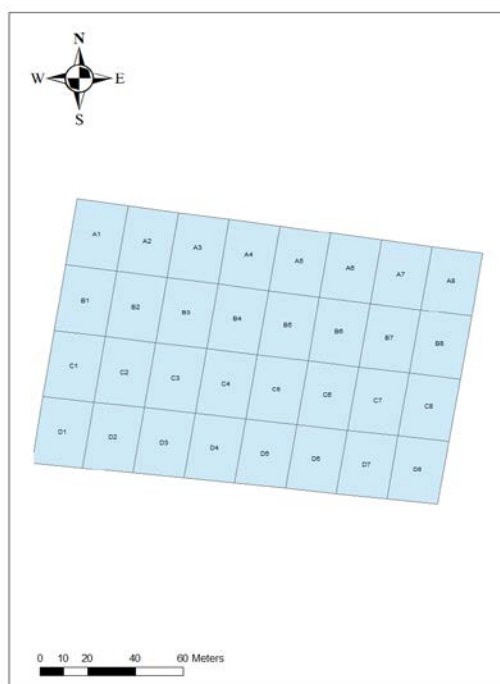 N
W E
S
A1 A2 A3 A4 A5 A6 A7 A8
B1 B2 B3 B4 B5 B6 B7 B8
C1 C2 C3 C4 C5 C6 C7 C8
D1 D2 D3 D4 D5 D6 D7 D8
0 10 20 40 60 Meters